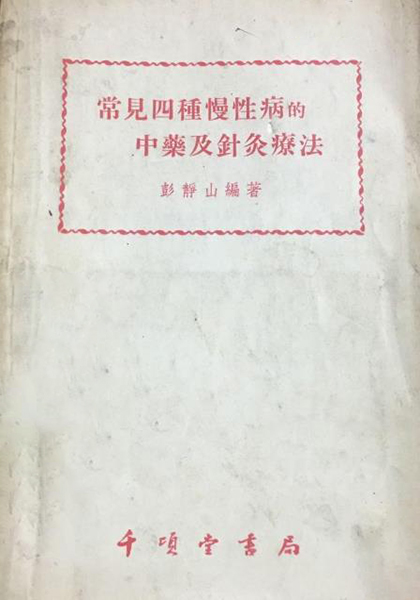 常見四種慢性病的
中藥及針灸療法
彭靜山編著
千頃堂書局